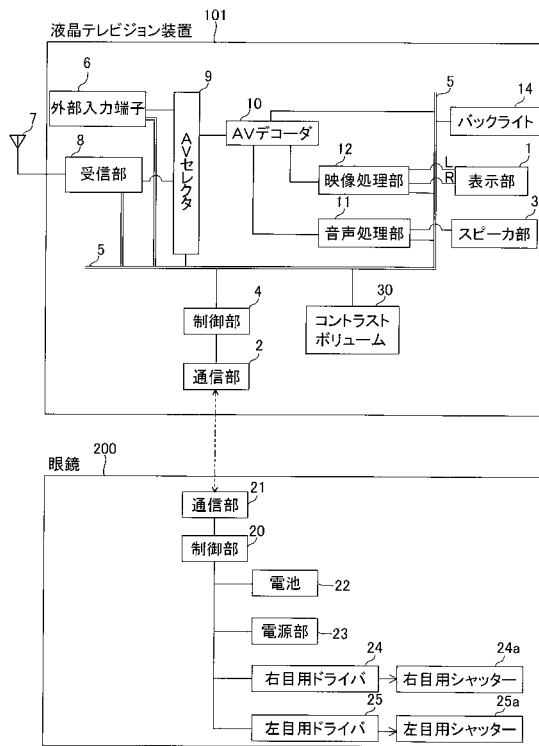 液晶テレビジョン装置
101
6
外部入力端子
7
8
受信部
9
AVセレクタ
10
AVデコーダ
5
14
バックライト
12
映像処理部
L
R
1
表示部
11
音声処理部
3
スピーカ部
5
4
制御部
30
コントラスト
ボリューム
2
通信部
眼鏡
200
21
通信部
20
制御部
電池
22
電源部
23
24
右目用ドライバ
24a
右目用シャッター
25
左目用ドライバ
25a
左目用シャッター